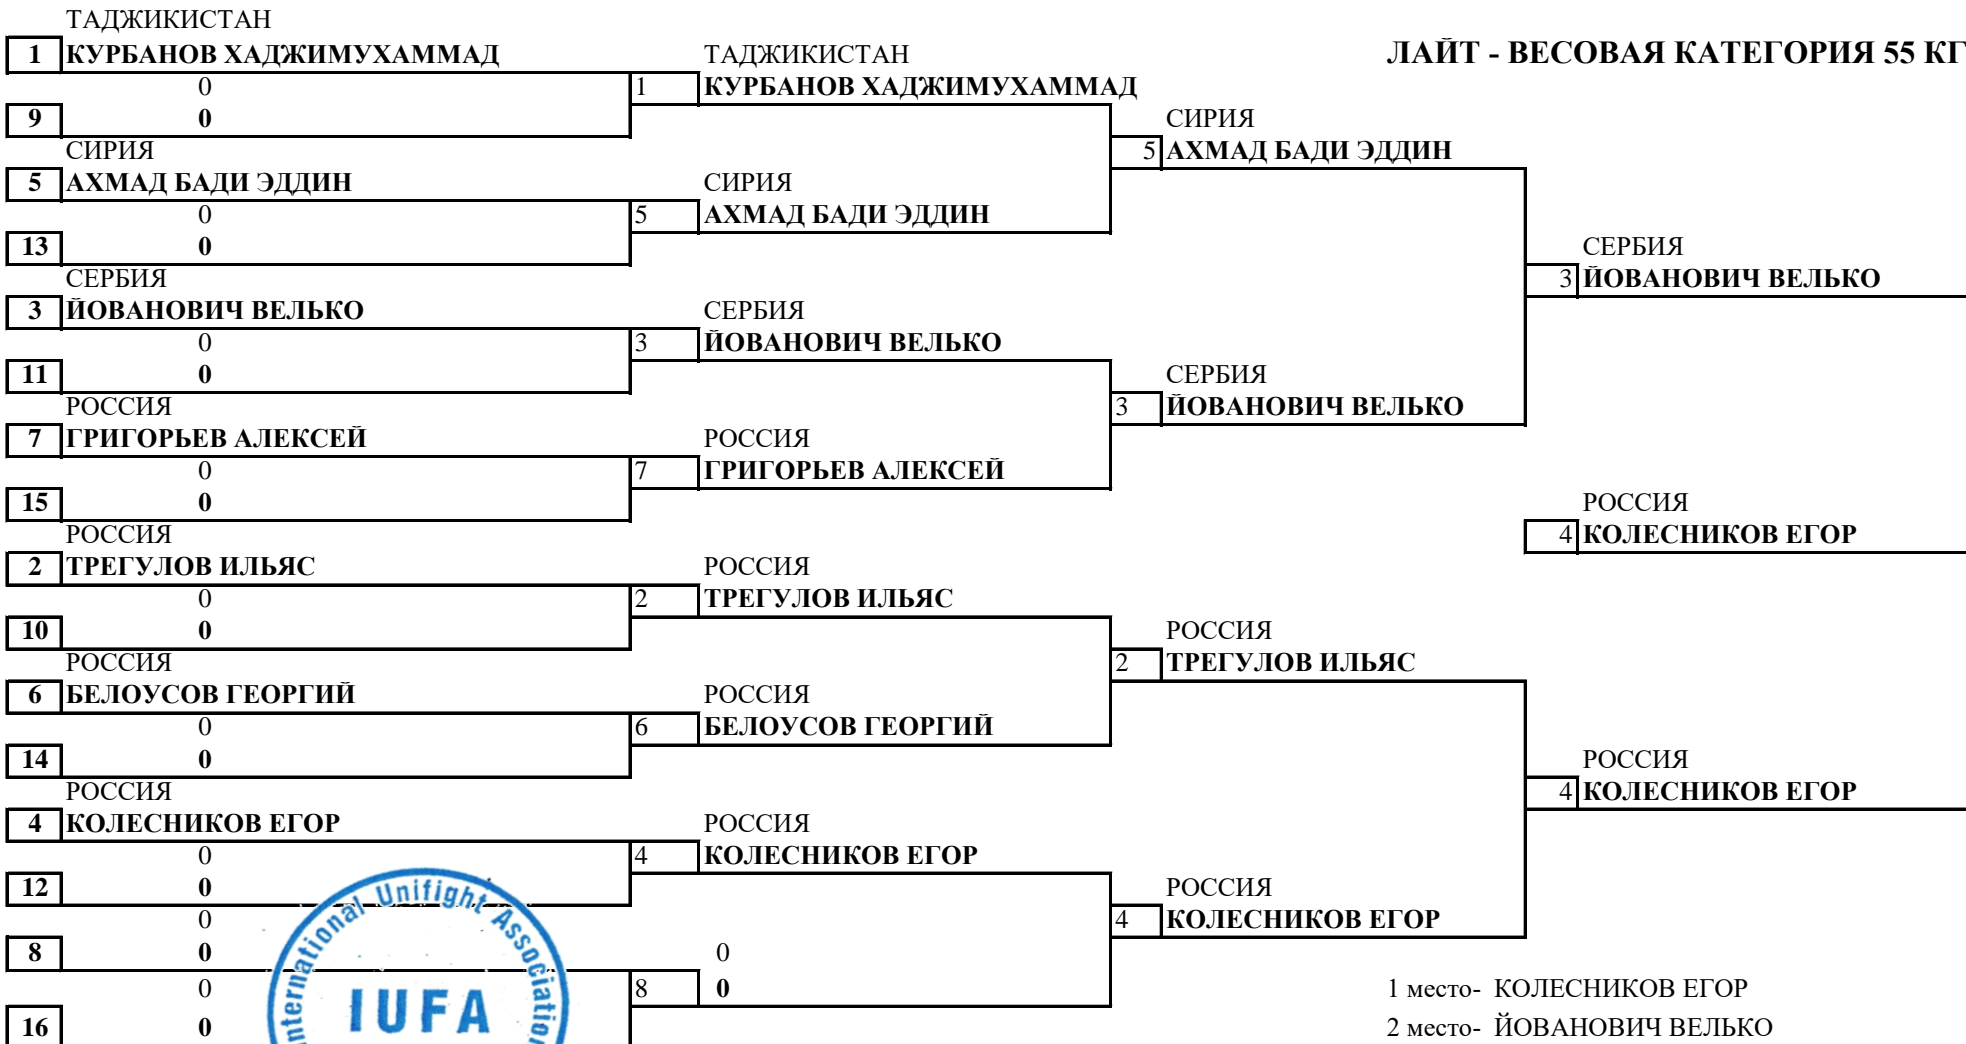 ТАДЖИКИСТАН
1 КУРБАНОВ ХАДЖИМУХАММАД
ТАДЖИКИСТАН
ЛАЙТ - ВЕСОВАЯ КАТЕГОРИЯ 55 КГ
0
1 КУРБАНОВ ХАДЖИМУХАММАД
9 0
СИРИЯ
СИРИЯ
5 АХМАД БАДИ ЭДДИН
5 АХМАД БАДИ ЭДДИН
СИРИЯ
0
5 АХМАД БАДИ ЭДДИН
13 0
СЕРБИЯ
СЕРБИЯ
3 ЙОВАНОВИЧ ВЕЛЬКО
3 ЙОВАНОВИЧ ВЕЛЬКО
СЕРБИЯ
0
3 ЙОВАНОВИЧ ВЕЛЬКО
11 0
СЕРБИЯ
РОССИЯ
3 ЙОВАНОВИЧ ВЕЛЬКО
7 ГРИГОРЬЕВ АЛЕКСЕЙ
РОССИЯ
0
7 ГРИГОРЬЕВ АЛЕКСЕЙ
15 0
РОССИЯ
РОССИЯ
4 КОЛЕСНИКОВ ЕГОР
2 ТРЕГУЛОВ ИЛЬЯС
РОССИЯ
0
2 ТРЕГУЛОВ ИЛЬЯС
10 0
РОССИЯ
РОССИЯ
2 ТРЕГУЛОВ ИЛЬЯС
6 БЕЛОУСОВ ГЕОРГИЙ
РОССИЯ
0
6 БЕЛОУСОВ ГЕОРГИЙ
14 0
РОССИЯ
РОССИЯ
4 КОЛЕСНИКОВ ЕГОР
4 КОЛЕСНИКОВ ЕГОР
РОССИЯ
0
4 КОЛЕСНИКОВ ЕГОР
12 0
РОССИЯ
0
4 КОЛЕСНИКОВ ЕГОР
8 0
0
0
8 0
16 0
International Unifight Association
IUFA
1 место- КОЛЕСНИКОВ ЕГОР
2 место- ЙОВАНОВИЧ ВЕЛЬКО